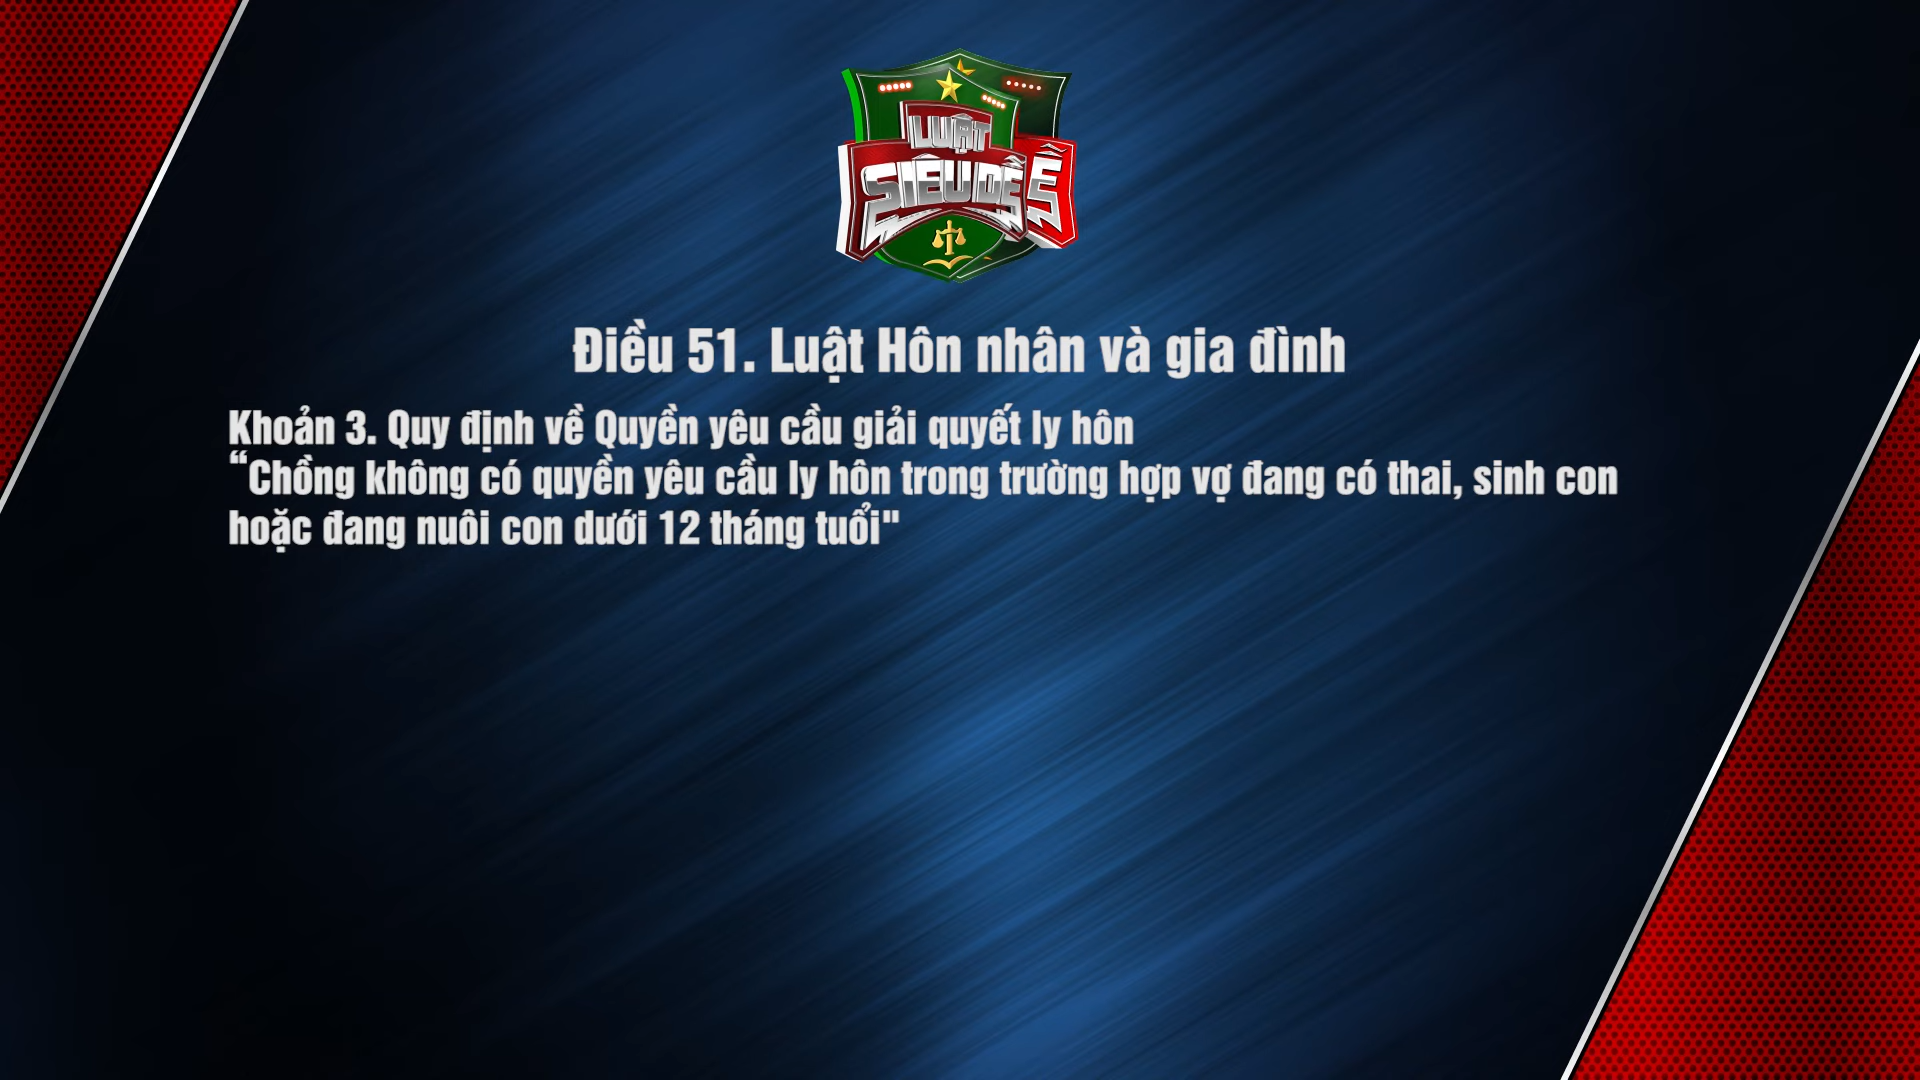 LUẬT
SIÊU DỄ
Điều 51. Luật Hôn nhân và gia đình
Khoản 3. Quy định về Quyền yêu cầu giải quyết ly hôn
“Chồng không có quyền yêu cầu ly hôn trong trường hợp vợ đang có thai, sinh con
hoặc đang nuôi con dưới 12 tháng tuổi"